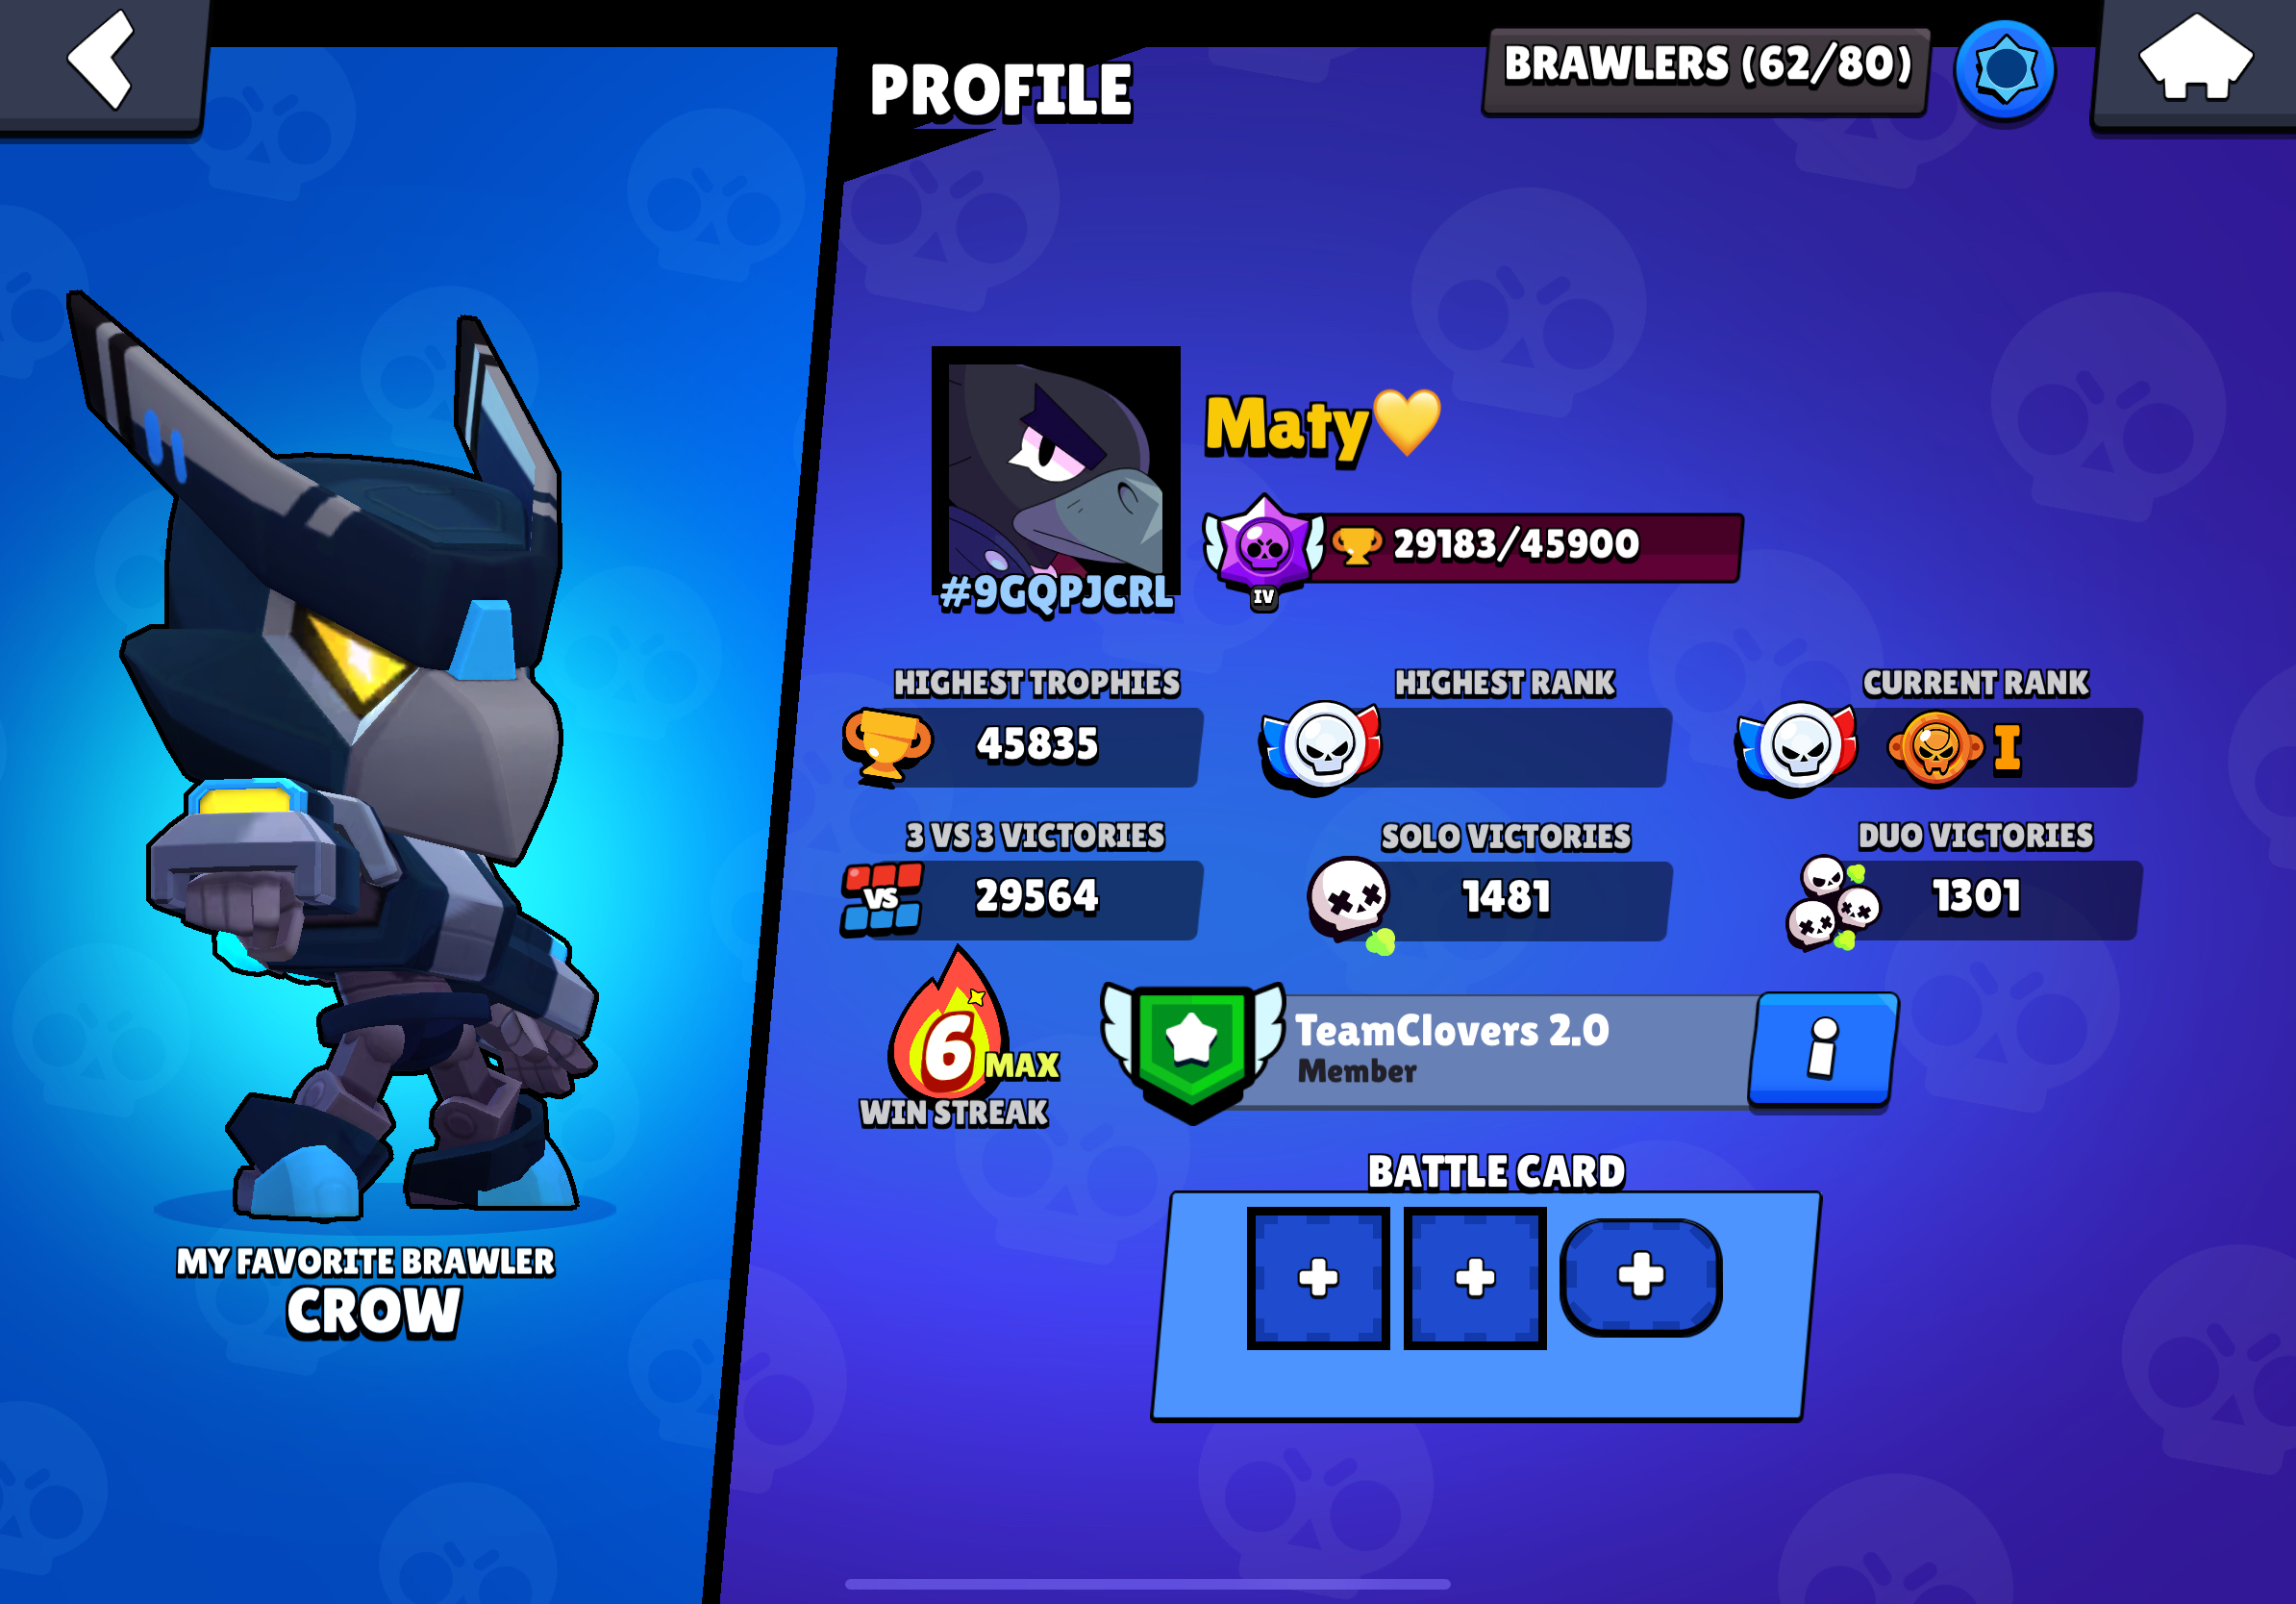 PROFILE
BRAWLERS (62/80)
Maty💛
#9GQPJCRL
29183/45900
IV
HIGHEST TROPHIES
45835
HIGHEST RANK
CURRENT RANK
I
3 VS 3 VICTORIES
VS
29564
SOLO VICTORIES
1481
DUO VICTORIES
1301
6 MAX
WIN STREAK
TeamClovers 2.0
Member
i
BATTLE CARD
MY FAVORITE BRAWLER
CROW